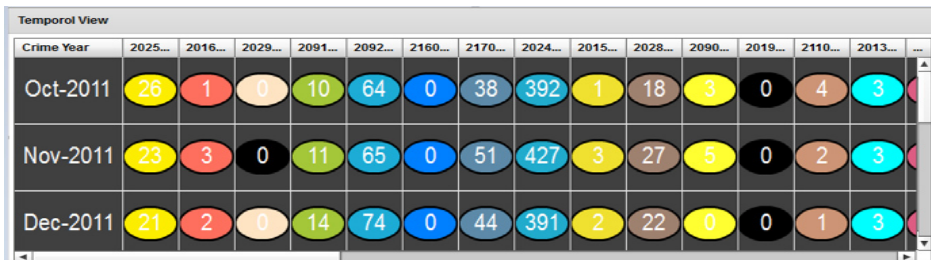 Temporol View
Crime Year 2025... 2016... 2029... 2091... 2092... 2160... 2170... 2024... 2015... 2028... 2090... 2019... 2110... 2013... ...
Oct-2011 26 1 0 10 64 0 38 392 1 18 3 0 4 3
Nov-2011 23 3 0 11 65 0 51 427 3 27 5 0 2 3
Dec-2011 21 2 0 14 74 0 44 391 2 22 0 0 1 3